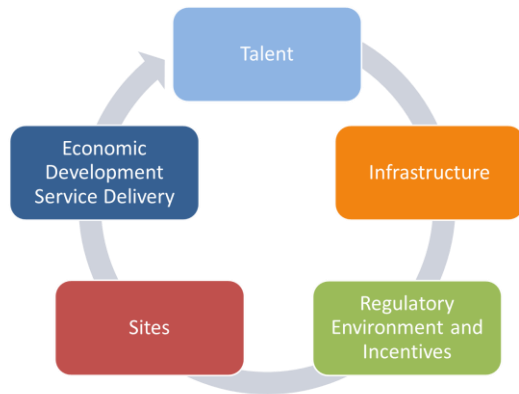 Talent
Infrastructure
Regulatory
Environment and
Incentives
Sites
Economic
Development
Service Delivery